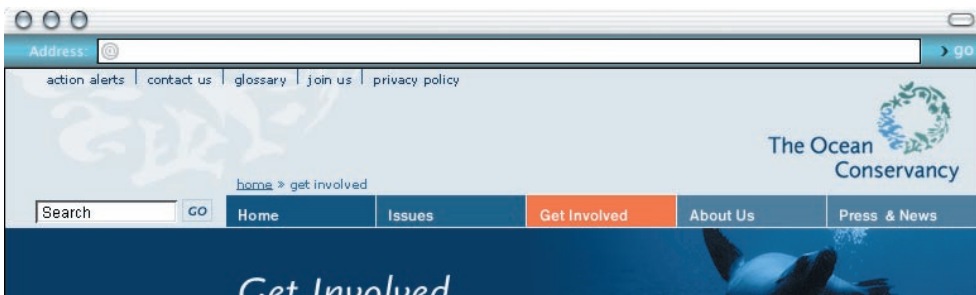 Address: @
go
action alerts | contact us | glossary | join us | privacy policy
The Ocean
Conservancy
home » get involved
Search GO Home Issues Get Involved About Us Press & News
Get Involved